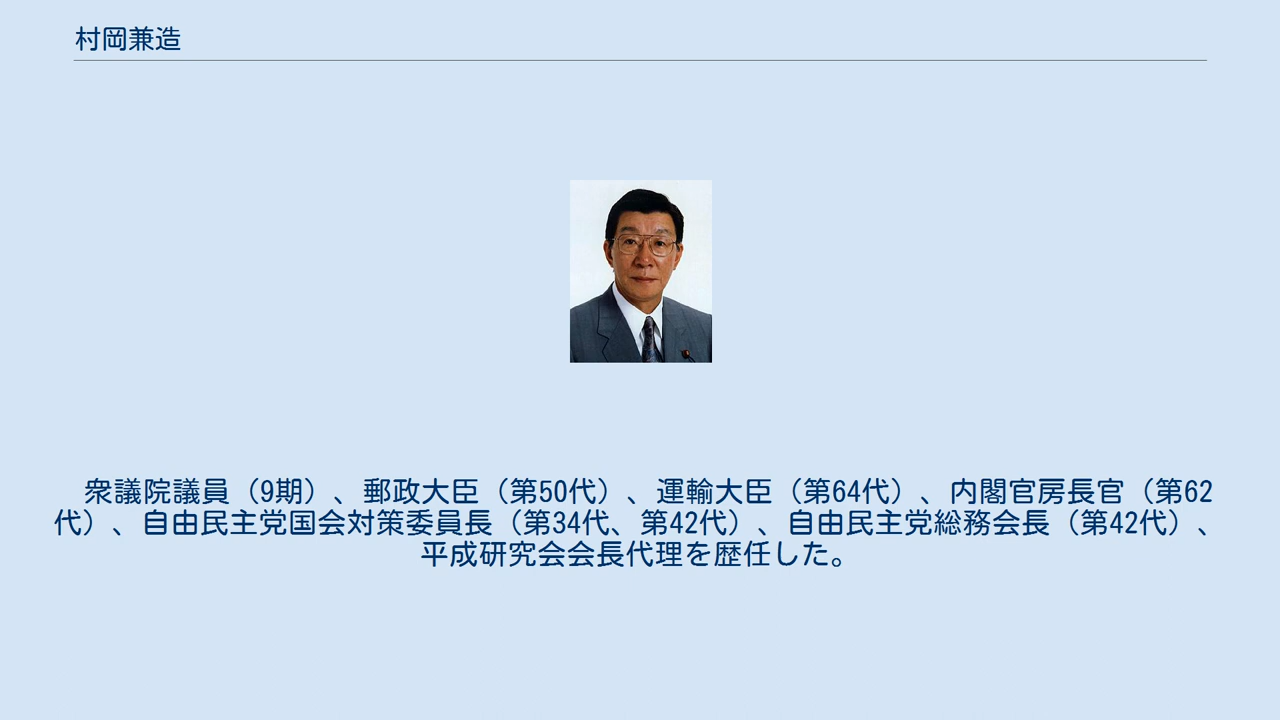 村岡兼造
衆議院議員（9期）、郵政大臣（第50代）、運輸大臣（第64代）、内閣官房長官（第62
代）、自由民主党国会対策委員長（第34代、第42代）、自由民主党総務会長（第42代）、
平成研究会会長代理を歴任した。